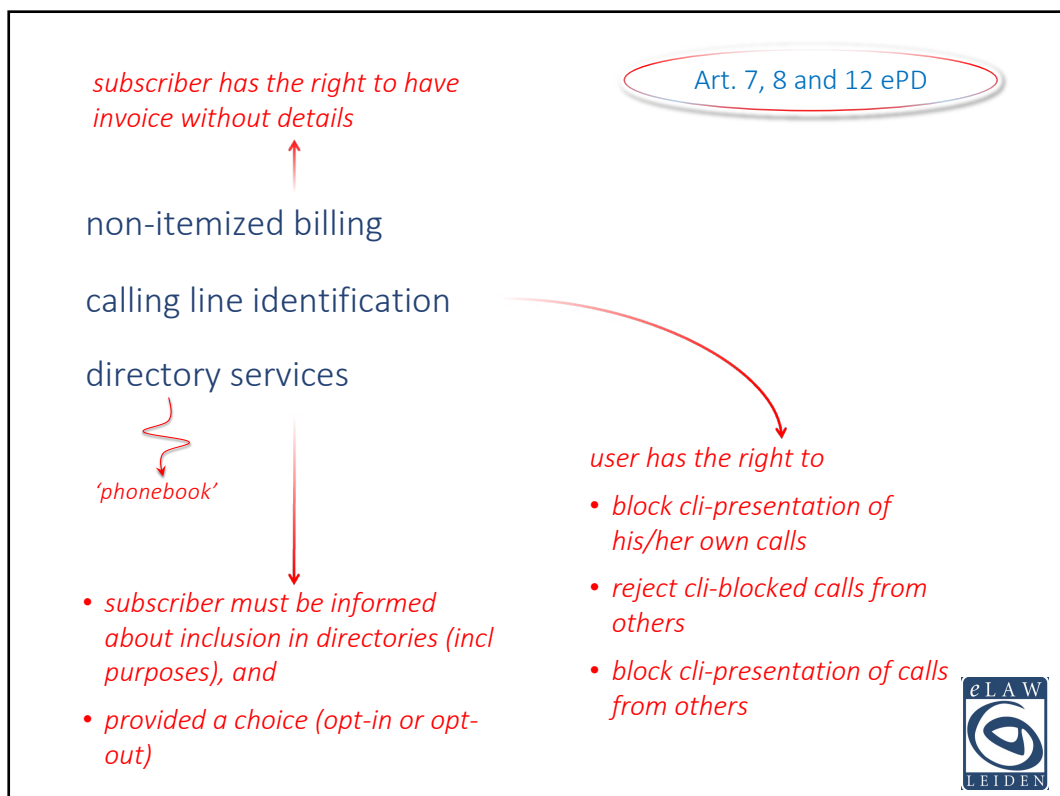 subscriber has the right to have
invoice without details
Art. 7, 8 and 12 ePD
non-itemized billing
calling line identification
directory services
‘phonebook’
• subscriber must be informed
about inclusion in directories (incl
purposes), and
• provided a choice (opt-in or opt-
out)
user has the right to
• block cli-presentation of
his/her own calls
• reject cli-blocked calls from
others
• block cli-presentation of calls
from others
eLAW
LEIDEN